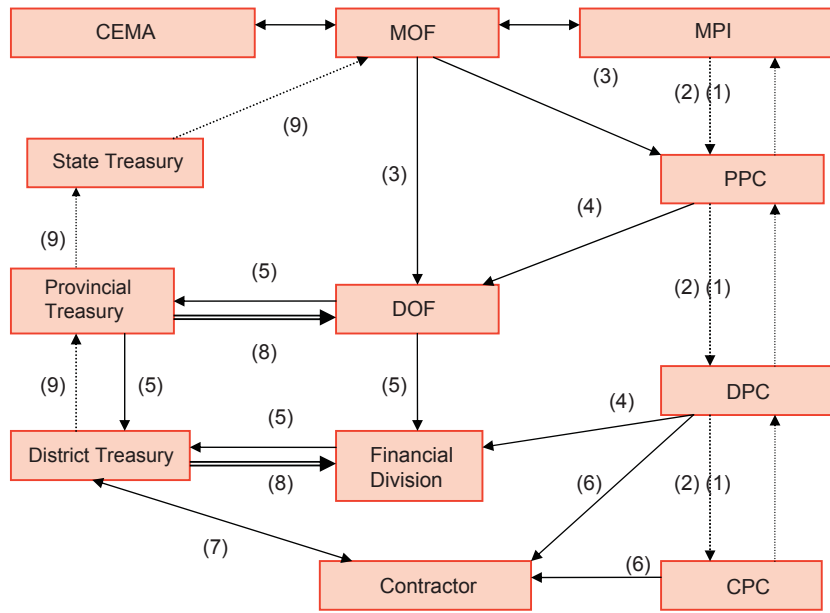 CEMA
MOF
MPI
(3)
(2) (1)
(9)
State Treasury
(3)
PPC
(4)
(9)
(5)
Provincial
Treasury
DOF
(2) (1)
(8)
(9)
(5)
(5)
DPC
(4)
(5)
District Treasury
Financial
Division
(8)
(6)
(2) (1)
(7)
(6)
Contractor
CPC